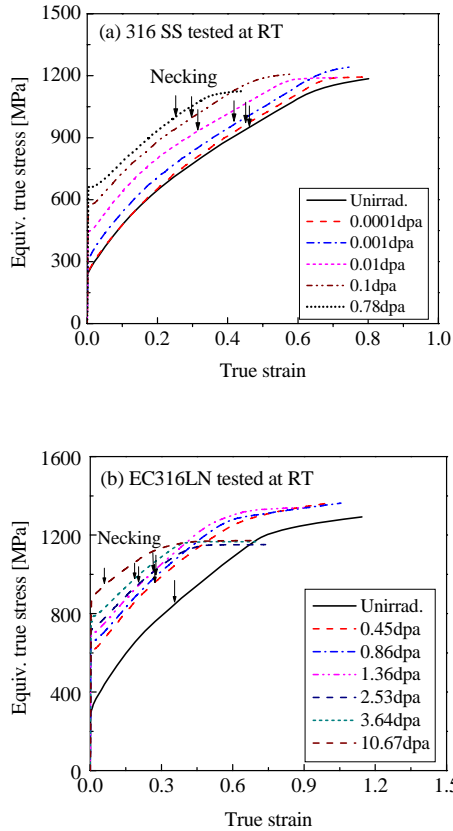 1500
(a) 316 SS tested at RT
1200
Necking
900
600
300
0
Equiv. true stress [MPa]
Unirrad.
0.0001dpa
0.001dpa
0.01dpa
0.1dpa
0.78dpa
0.0 0.2 0.4 0.6 0.8 1.0
True strain
1600
(b) EC316LN tested at RT
1200
Necking
800
400
0
Equiv. true stress [MPa]
Unirrad.
0.45dpa
0.86dpa
1.36dpa
2.53dpa
3.64dpa
10.67dpa
0.0 0.3 0.6 0.9 1.2 1.5
True strain